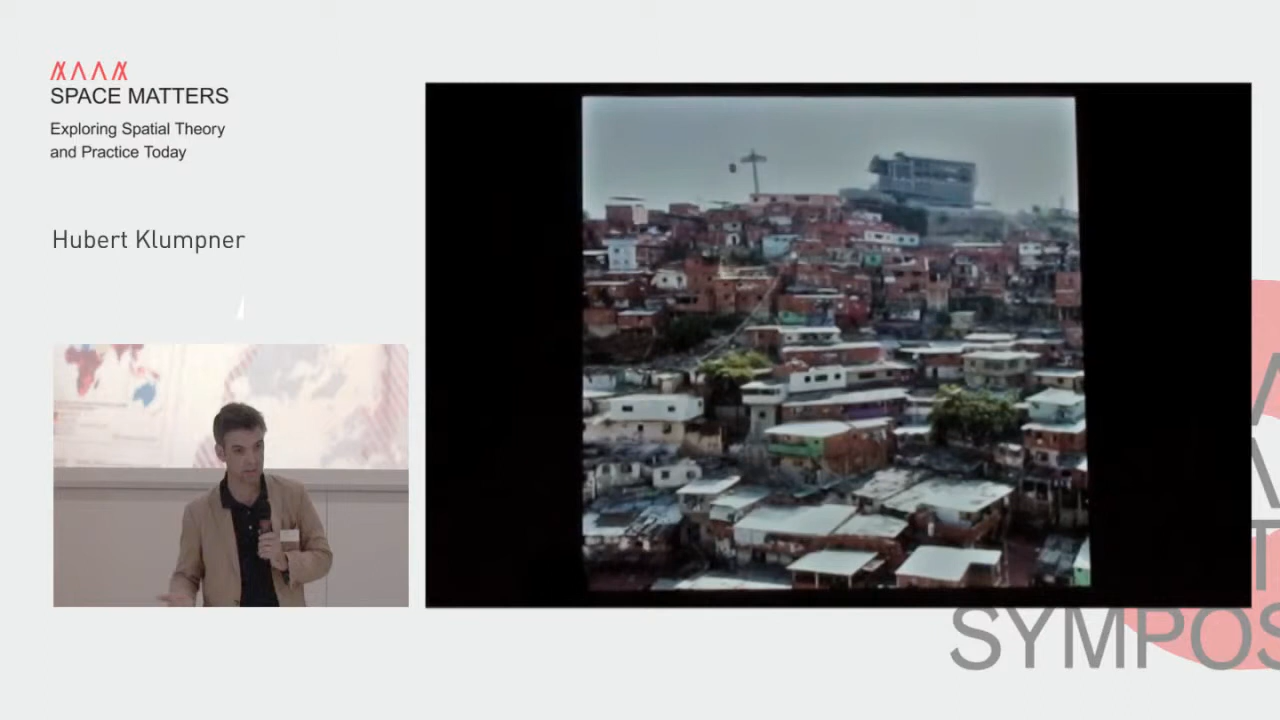 SPACE MATTERS
Exploring Spatial Theory
and Practice Today
Hubert Klumpner
SYMPOS